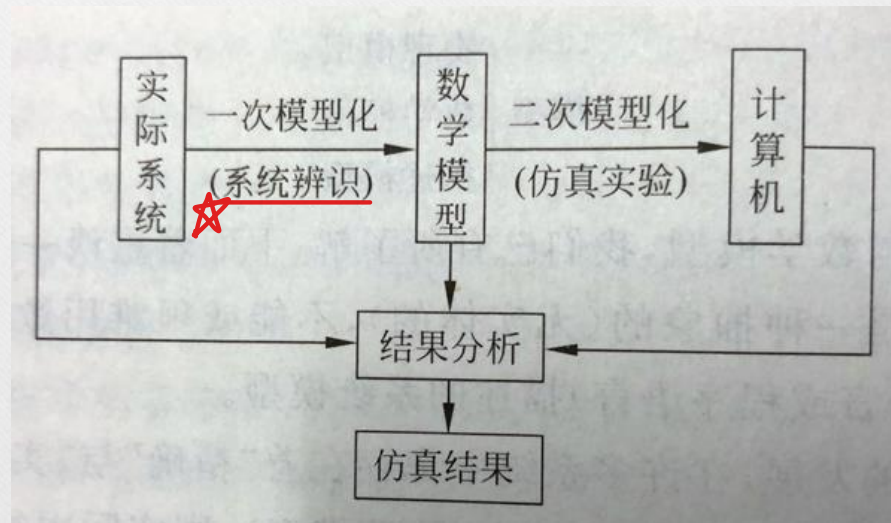 实际系统
一次模型化
(系统辨识)
数学模型
二次模型化
(仿真实验)
计算机
结果分析
仿真结果